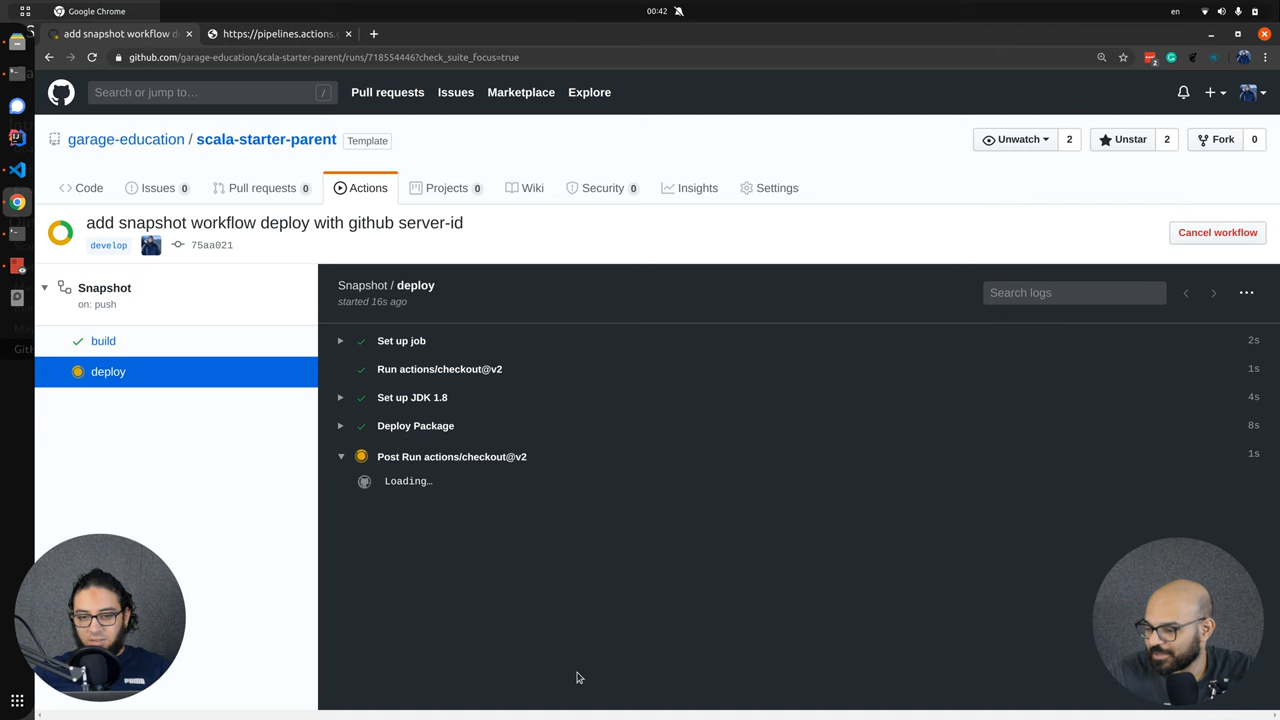 Google Chrome
00:42
en
add snapshot workflow d
https://pipelines.actions.
github.com/garage-education/scala-starter-parent/runs/718554446?check_suite_focus=true
Search or jump to…
/
Pull requests
Issues
Marketplace
Explore
garage-education / scala-starter-parent
Template
Unwatch
2
Unstar
2
Fork
0
Code
Issues 0
Pull requests 0
Actions
Projects 0
Wiki
Security 0
Insights
Settings
add snapshot workflow deploy with github server-id
develop
75aa021
Cancel workflow
Snapshot
on: push
build
deploy
Snapshot / deploy
started 16s ago
Search logs
Set up job
2s
Run actions/checkout@v2
1s
Set up JDK 1.8
4s
Deploy Package
8s
Post Run actions/checkout@v2
1s
Loading…
PUMA